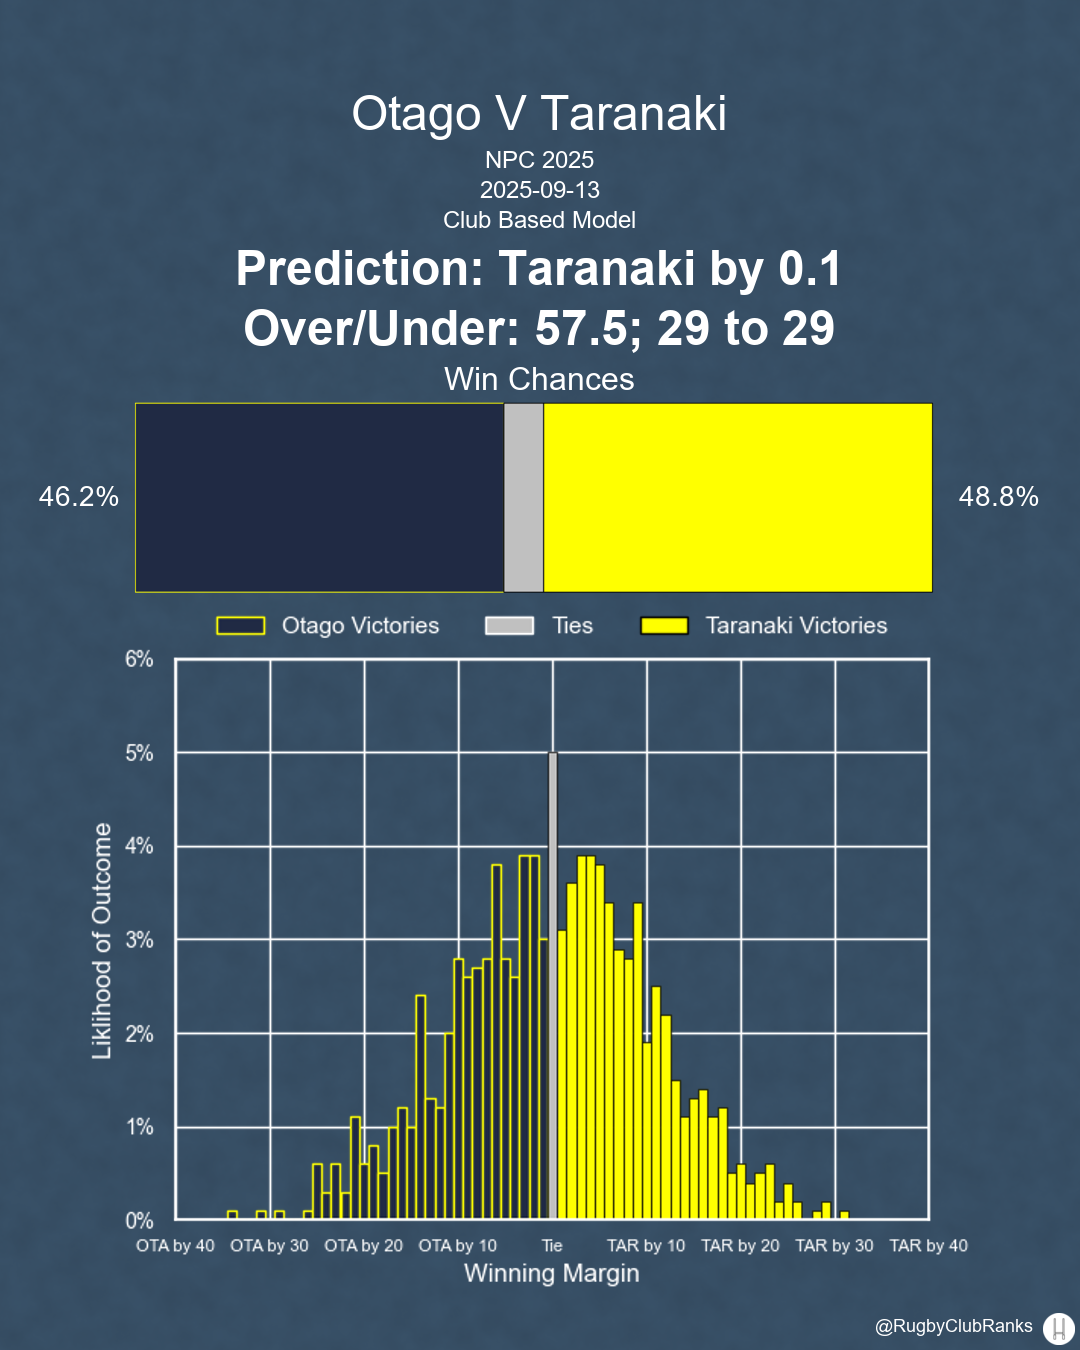 Otago V Taranaki
NPC 2025
2025-09-13
Club Based Model
Prediction: Taranaki by 0.1
Over/Under: 57.5; 29 to 29
Win Chances
46.2%
48.8%
Otago Victories
Ties
Taranaki Victories
6%
5%
4%
3%
2%
1%
0%
Liklihood of Outcome
OTA by 40
OTA by 30
OTA by 20
OTA by 10
Tie
TAR by 10
TAR by 20
TAR by 30
TAR by 40
Winning Margin
@RugbyClubRanks